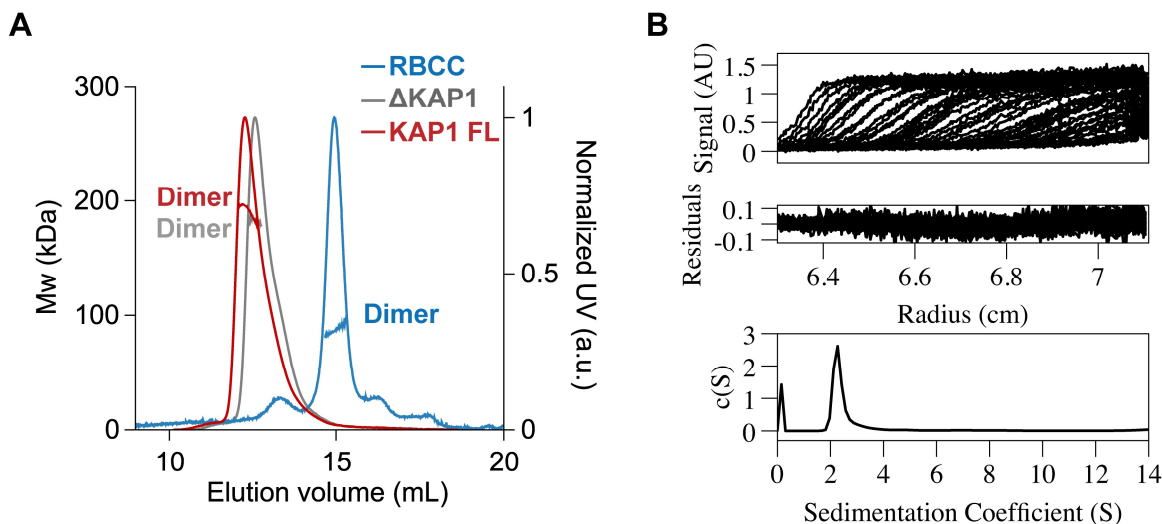 A
RBCC
ΔKAP1
KAP1 FL
300
200
100
0
Mw (kDa)
Dimer
Dimer
Dimer
1
0.5
0
Normalized UV (a.u.)
10
15
20
Elution volume (mL)
B
Signal (AU)
1.5
1
0.5
0
Residuals
0.1
-0.1
6.4
6.6
6.8
7
Radius (cm)
c(S)
3
2
1
0
0
2
4
6
8
10
12
14
Sedimentation Coefficient (S)